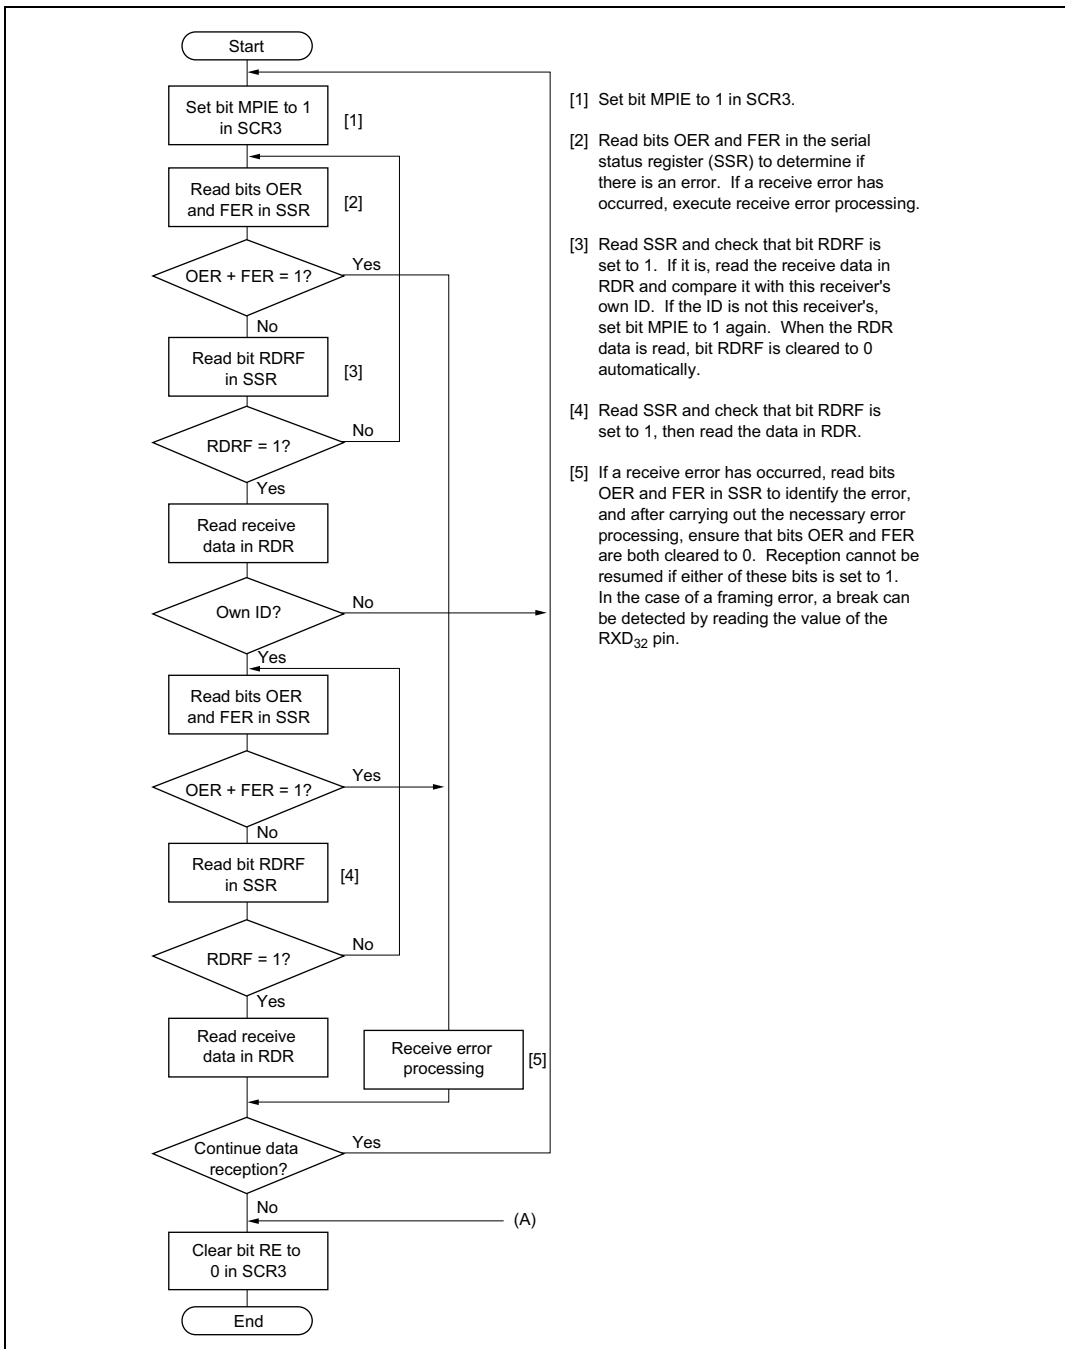 Start
Set bit MPIE to 1
in SCR3
[1]
Read bits OER
and FER in SSR
[2]
OER + FER = 1?
Yes
No
Read bit RDRF
in SSR
[3]
RDRF = 1?
No
Yes
Read receive
data in RDR
Own ID?
No
Yes
Read bits OER
and FER in SSR
OER + FER = 1?
Yes
No
Read bit RDRF
in SSR
[4]
RDRF = 1?
No
Yes
Read receive
data in RDR
Receive error
processing
[5]
Continue data
reception?
Yes
No
(A)
Clear bit RE to
0 in SCR3
End
[1] Set bit MPIE to 1 in SCR3.
[2] Read bits OER and FER in the serial
status register (SSR) to determine if
there is an error. If a receive error has
occurred, execute receive error processing.
[3] Read SSR and check that bit RDRF is
set to 1. If it is, read the receive data in
RDR and compare it with this receiver's
own ID. If the ID is not this receiver's,
set bit MPIE to 1 again. When the RDR
data is read, bit RDRF is cleared to 0
automatically.
[4] Read SSR and check that bit RDRF is
set to 1, then read the data in RDR.
[5] If a receive error has occurred, read bits
OER and FER in SSR to identify the error,
and after carrying out the necessary error
processing, ensure that bits OER and FER
are both cleared to 0. Reception cannot be
resumed if either of these bits is set to 1.
In the case of a framing error, a break can
be detected by reading the value of the
RXD32 pin.